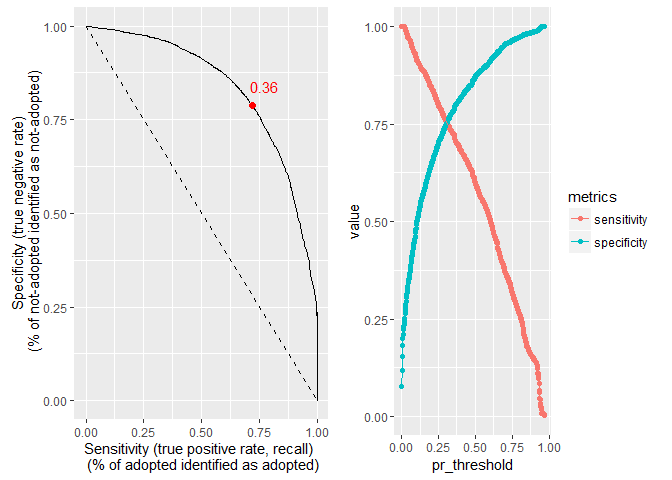 Specificity (true negative rate)
(% of not-adopted identified as not-adopted)
1.00
0.75
0.50
0.25
0.00
0.36
0.00 0.25 0.50 0.75 1.00
Sensitivity (true positive rate, recall)
(% of adopted identified as adopted)
value
1.00
0.75
0.50
0.25
0.00
0.00 0.25 0.50 0.75 1.00
pr_threshold
metrics
sensitivity
specificity